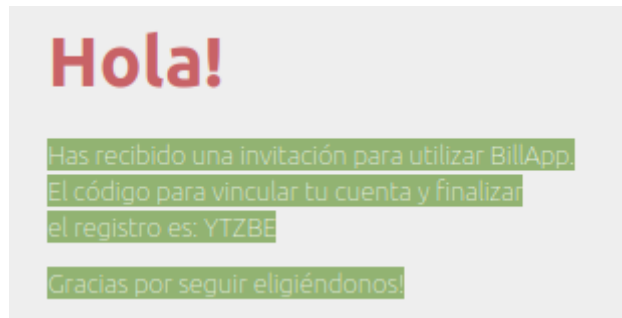 Hola!
Has recibido una invitación para utilizar BillApp.
El código para vincular tu cuenta y finalizar
el registro es: YTZBE
Gracias por seguir eligiéndonos!